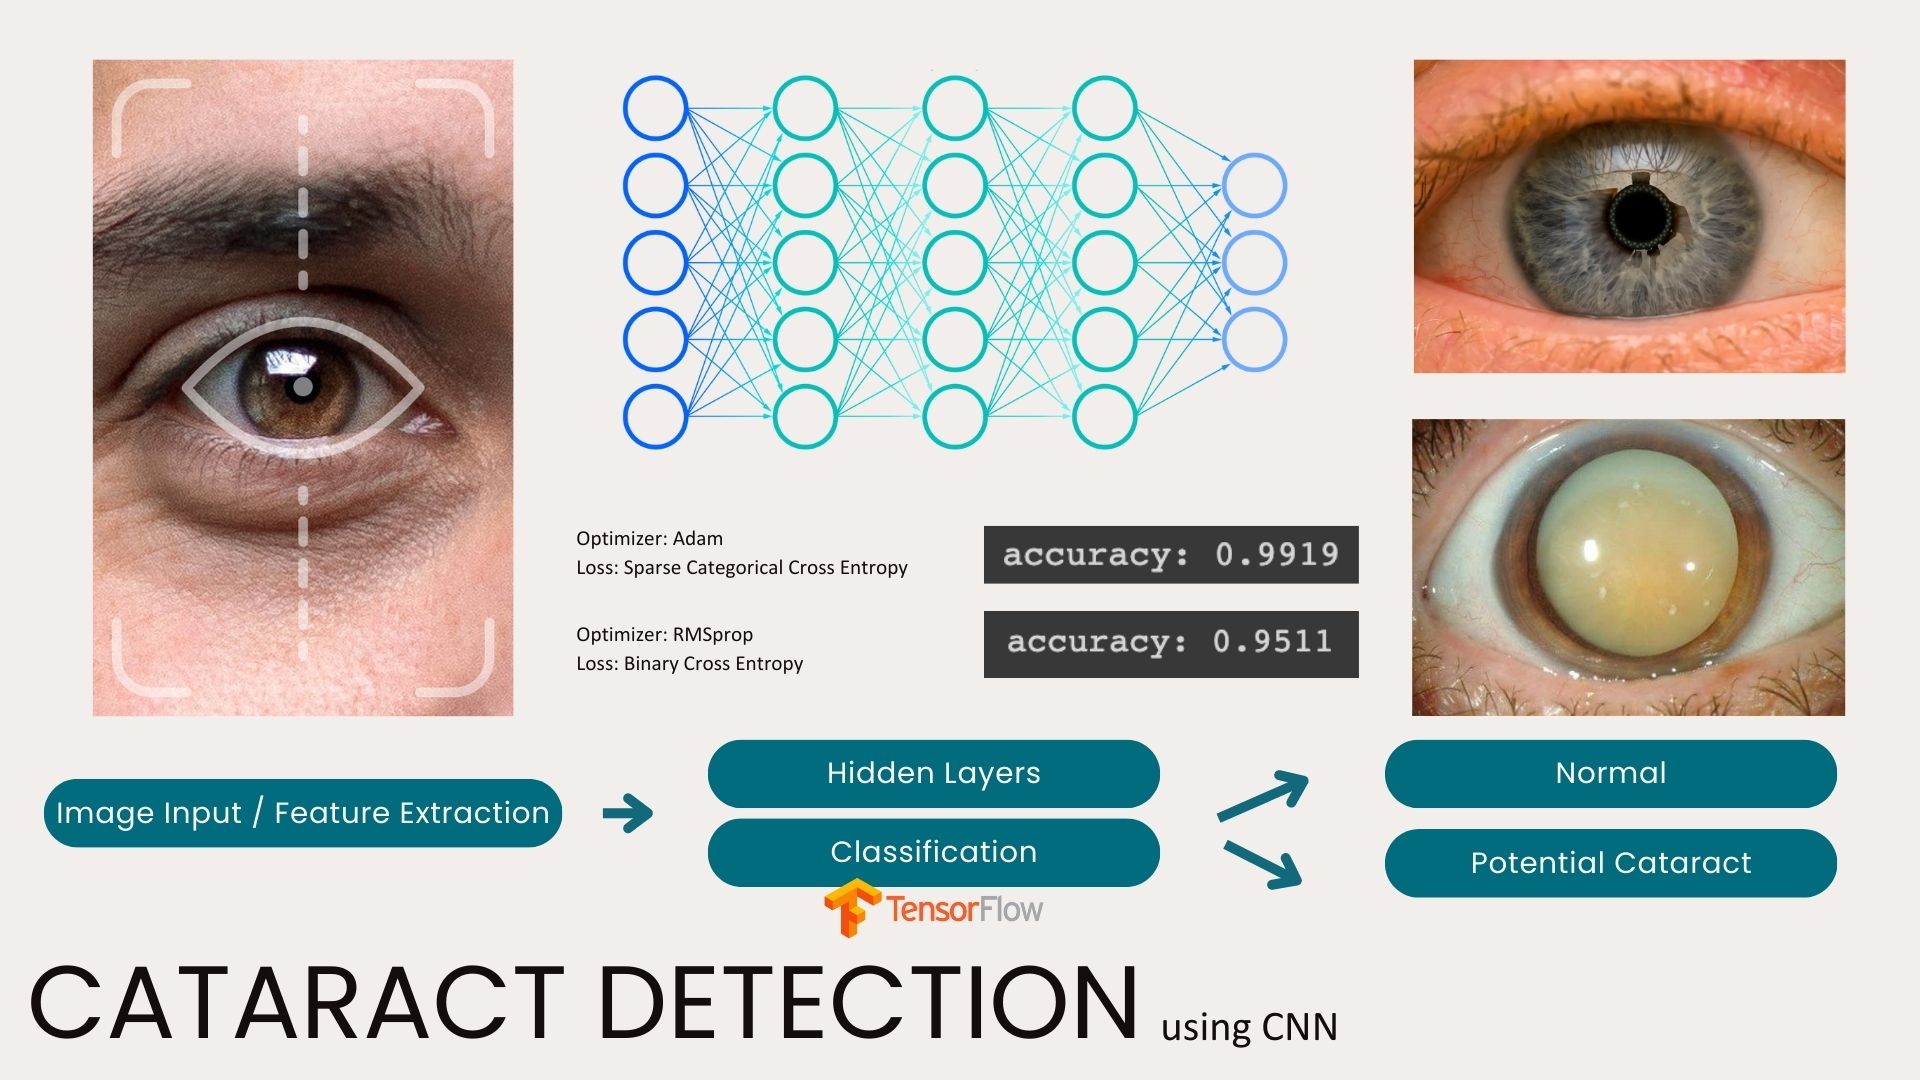 Optimizer: Adam
Loss: Sparse Categorical Cross Entropy
accuracy: 0.9919
Optimizer: RMSprop
Loss: Binary Cross Entropy
accuracy: 0.9511
Image Input / Feature Extraction
Hidden Layers
Classification
TensorFlow
Normal
Potential Cataract
CATARACT DETECTION using CNN